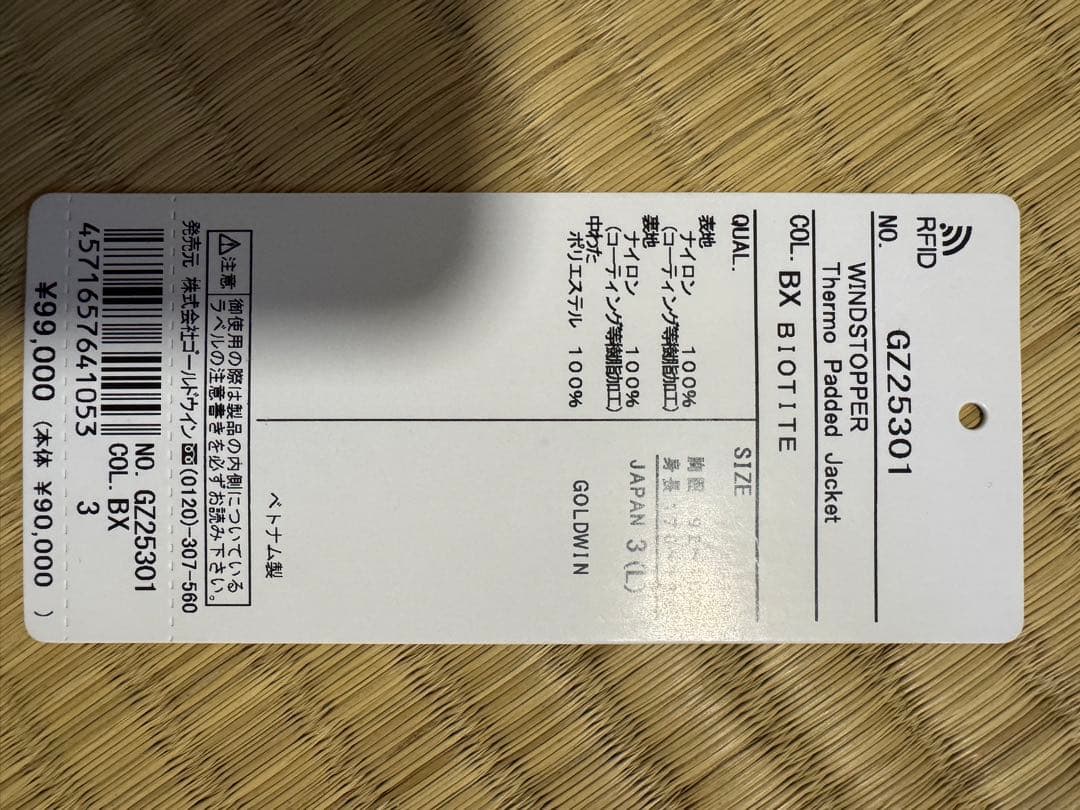 RFID
NO. GZ25301
WINDSTOPPER
Thermo Padded Jacket
COL. BX BIOTITE
QUAL.
表地
ナイロン 100%
(コーティング等樹脂加工)
裏地
ナイロン 100%
(コーティング等樹脂加工)
中わた
ポリエステル 100%
SIZE
胸囲
身長
JAPAN 3(L)
GOLDWIN
ベトナム製
注意
御使用の際は製品の内側についている
ラベルの注意書きを必ずお読み下さい。
発売元 株式会社ゴールドウイン (0120)-307-560
NO. GZ25301
COL. BX 3
4571657641053
¥99,000 (本体 ¥90,000 )